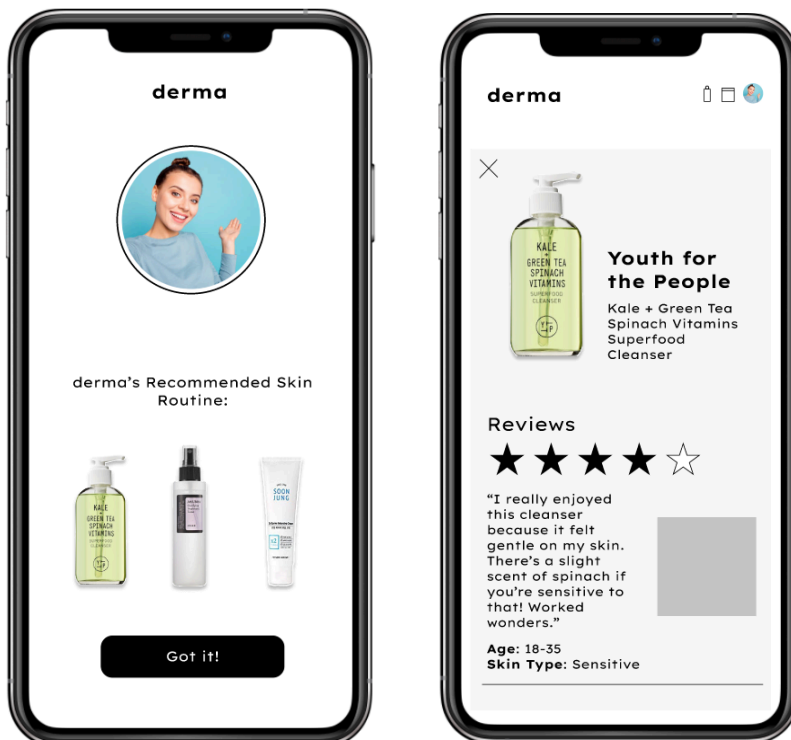 derma
derma's Recommended Skin
Routine:
KALE
+
GREEN TEA
SPINACH
VITAMINS
SOON
JUNG
Got it!
derma
KALE
+
GREEN TEA
SPINACH
VITAMINS
SUPERFOOD
CLEANSER
Youth for
the People
Kale + Green Tea
Spinach Vitamins
Superfood
Cleanser
Reviews
“I really enjoyed
this cleanser
because it felt
gentle on my skin.
There’s a slight
scent of spinach if
you’re sensitive to
that! Worked
wonders.”
Age: 18-35
Skin Type: Sensitive